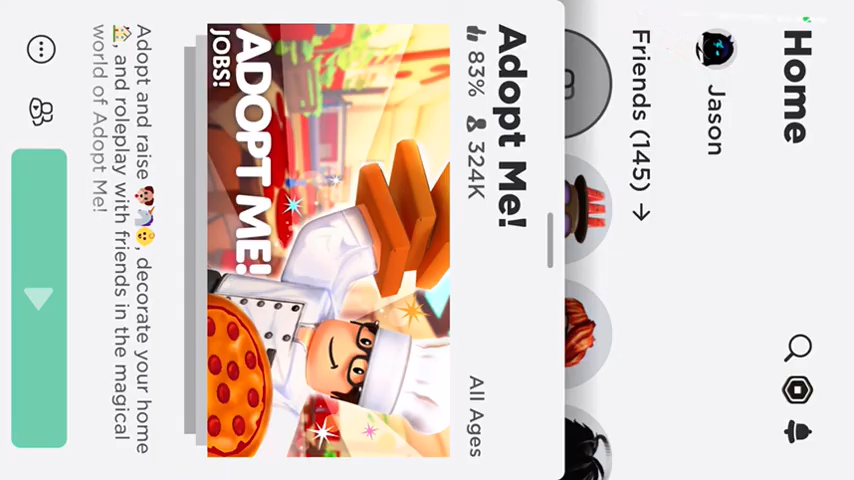 Home
Jason
Friends (145) →
Adopt Me!
83% 324K
All Ages
ADOPT ME!
JOBS!
Adopt and raise 🐶🦄👶, decorate your home
🏠, and roleplay with friends in the magical
world of Adopt Me!